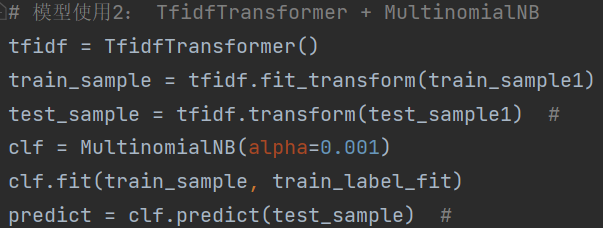 # 模型使用2： TfidfTransformer + MultinomialNB
tfidf = TfidfTransformer()
train_sample = tfidf.fit_transform(train_sample1)
test_sample = tfidf.transform(test_sample1)  #
clf = MultinomialNB(alpha=0.001)
clf.fit(train_sample, train_label_fit)
predict = clf.predict(test_sample)  #